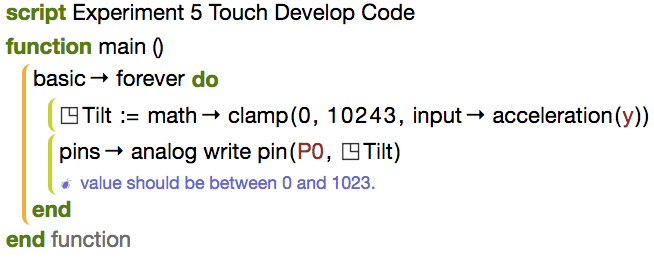 script Experiment 5 Touch Develop Code
function main ()
basic → forever do
Tilt := math → clamp(0, 10243, input → acceleration(y))
pins → analog write pin(P0, Tilt)
value should be between 0 and 1023.
end
end function